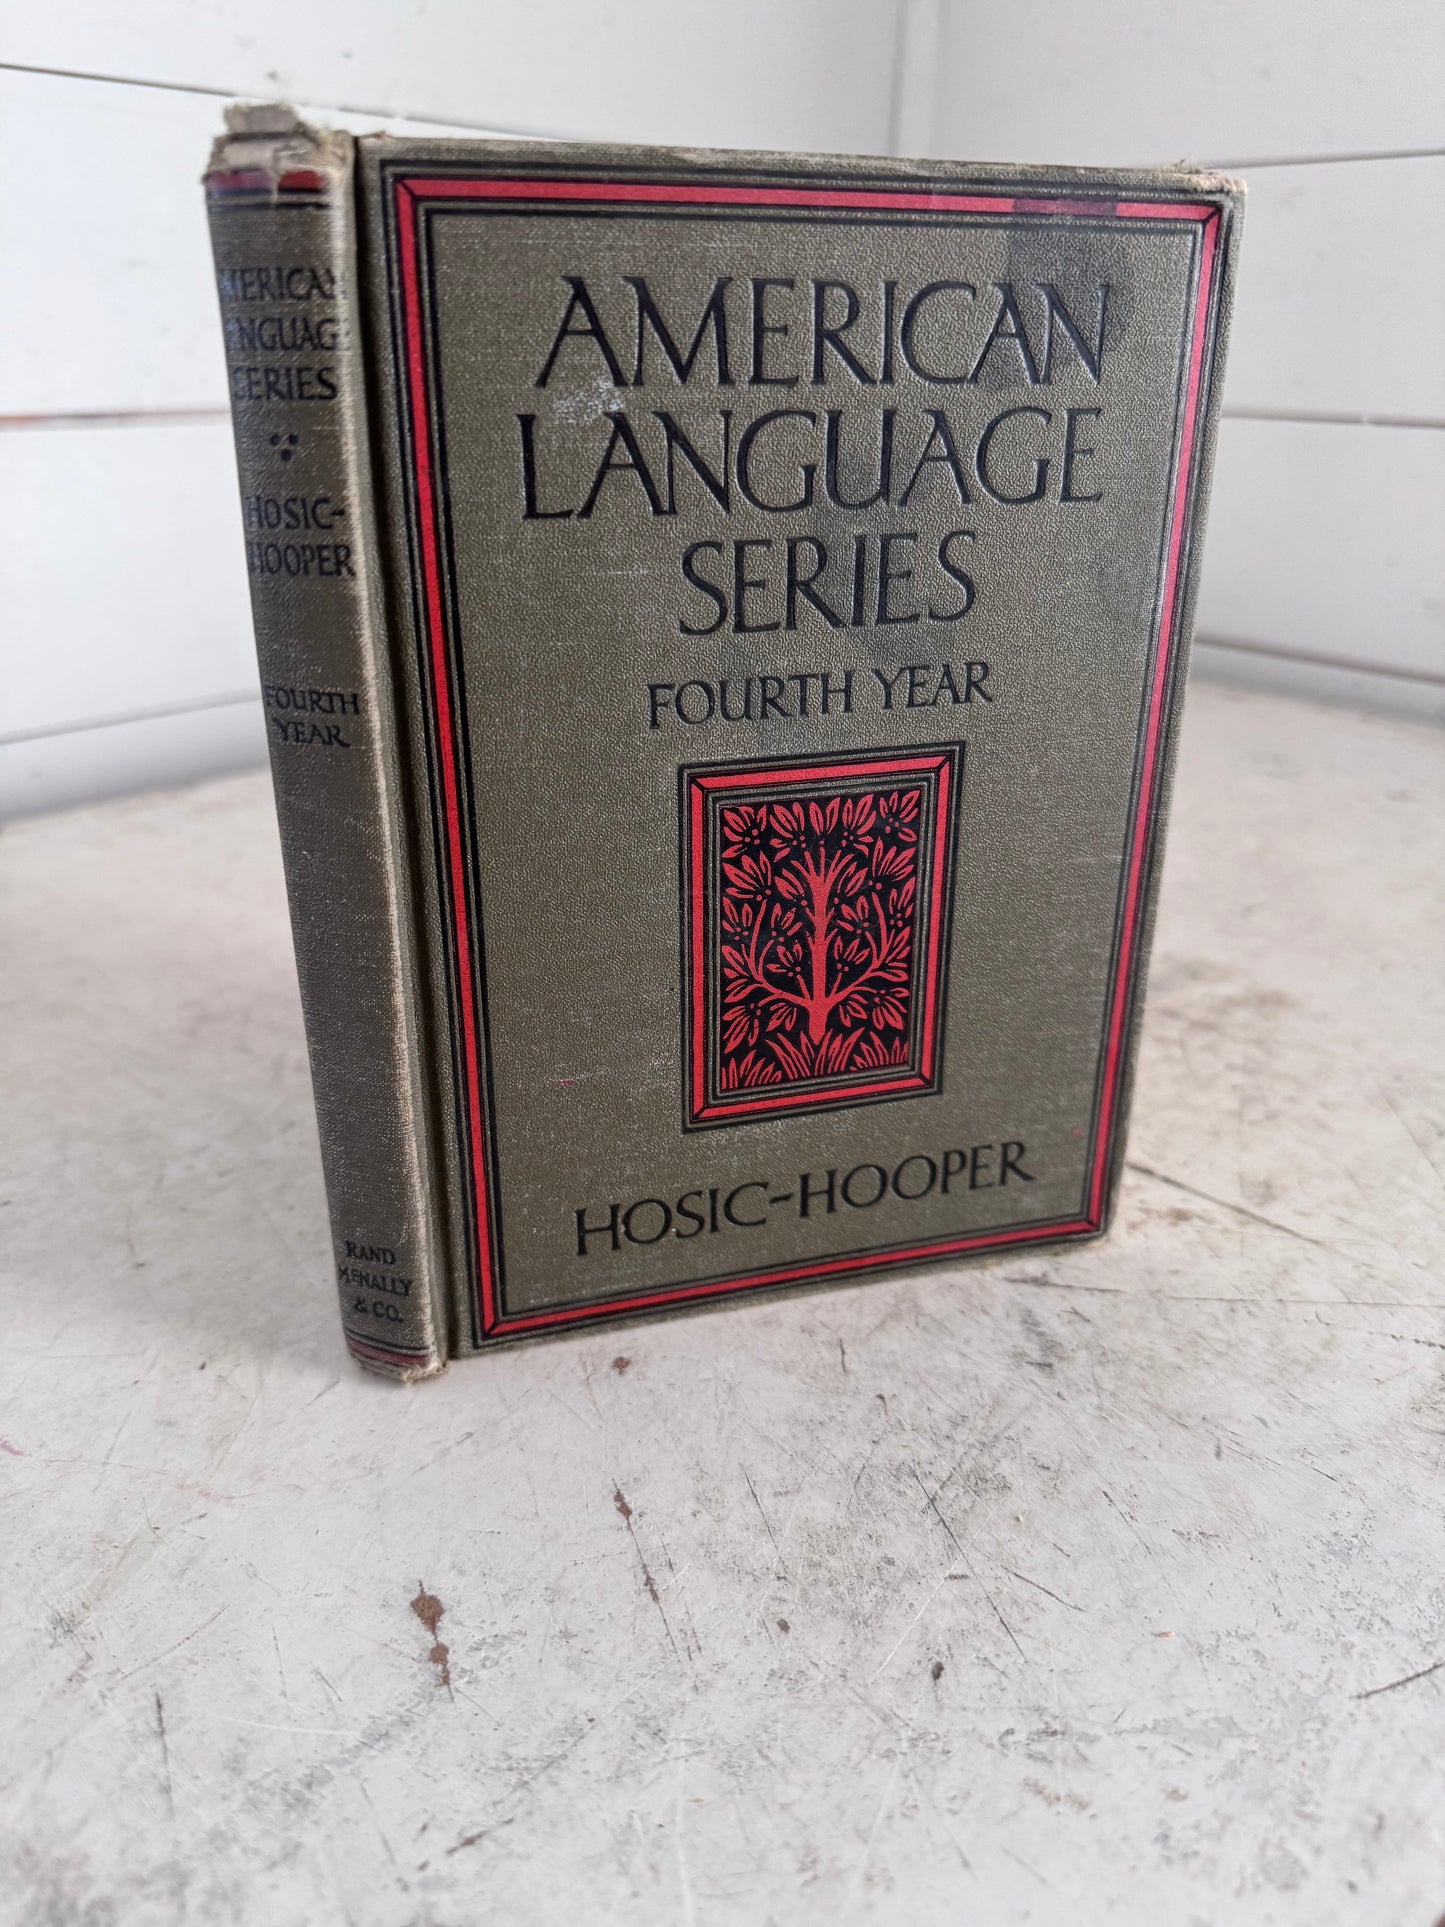 AMERICAN
LANGUAGE
SERIES
FOURTH YEAR
HOSIC-HOOPER
AMERICAN
LANGUAGE
SERIES
HOSIC-
HOOPER
FOURTH
YEAR
RAND
McNALLY
& CO.